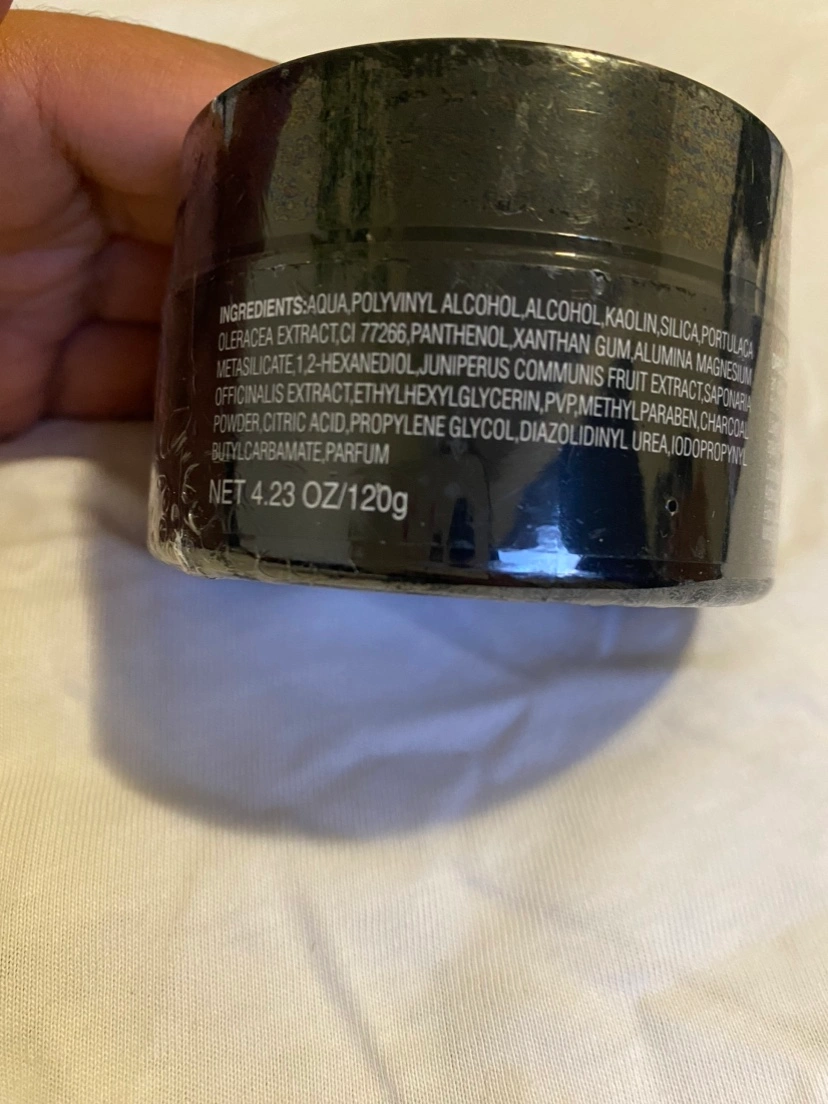 INGREDIENTS:AQUA,POLYVINYL ALCOHOL,ALCOHOL,KAOLIN,SILICA,PORTULACA
OLERACEA EXTRACT,CI 77266,PANTHENOL,XANTHAN GUM,ALUMINA MAGNESIUM
METASILICATE,1,2-HEXANEDIOL,JUNIPERUS COMMUNIS FRUIT EXTRACT,SAPONARIA
OFFICINALIS EXTRACT,ETHYLHEXYLGLYCERIN,PVP,METHYLPARABEN,CHARCOAL
POWDER,CITRIC ACID,PROPYLENE GLYCOL,DIAZOLIDINYL UREA,IODOPROPYNYL
BUTYLCARBAMATE,PARFUM
NET 4.23 OZ/120g